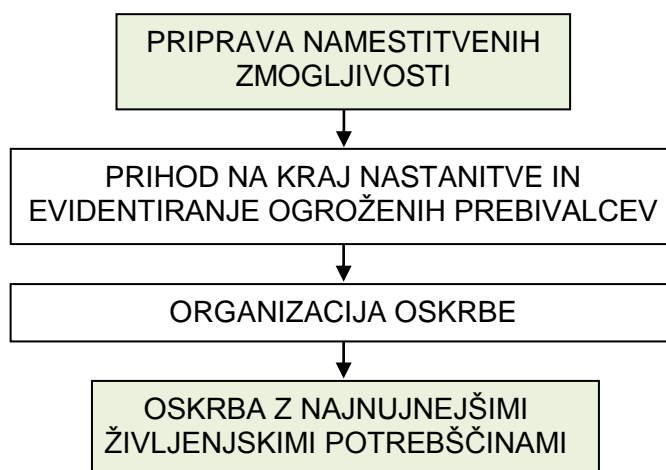 PRIPRAVA NAMESTITVENIH
ZMOGLJIVOSTI
PRIHOD NA KRAJ NASTANITVE IN
EVIDENTIRANJE OGROŽENIH PREBIVALCEV
ORGANIZACIJA OSKRBE
OSKRBA Z NAJNUJNEJŠIMI
ŽIVLJENJSKIMI POTREBŠČINAMI